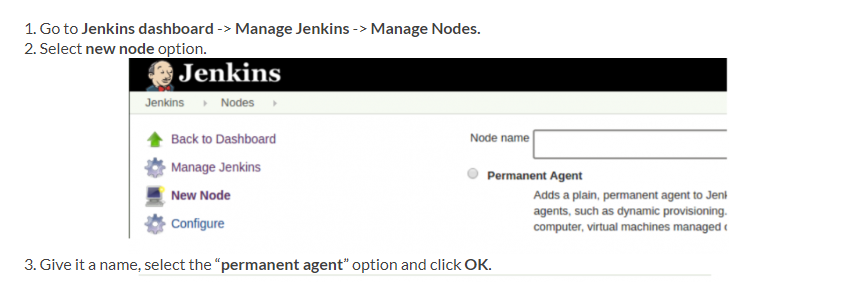 1. Go to Jenkins dashboard -> Manage Jenkins -> Manage Nodes.
2. Select new node option.
Jenkins
Jenkins Nodes
Back to Dashboard
Manage Jenkins
New Node
Configure
Node name
Permanent Agent
Adds a plain, permanent agent to
agents, such as dynamic provisioning.
computer, virtual machines managed
3. Give it a name, select the “permanent agent” option and click OK.